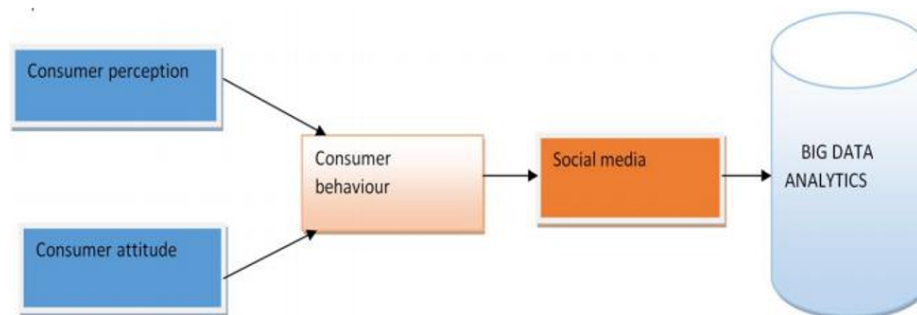 Consumer perception
Consumer
behaviour
Social media
BIG DATA
ANALYTICS
Consumer attitude